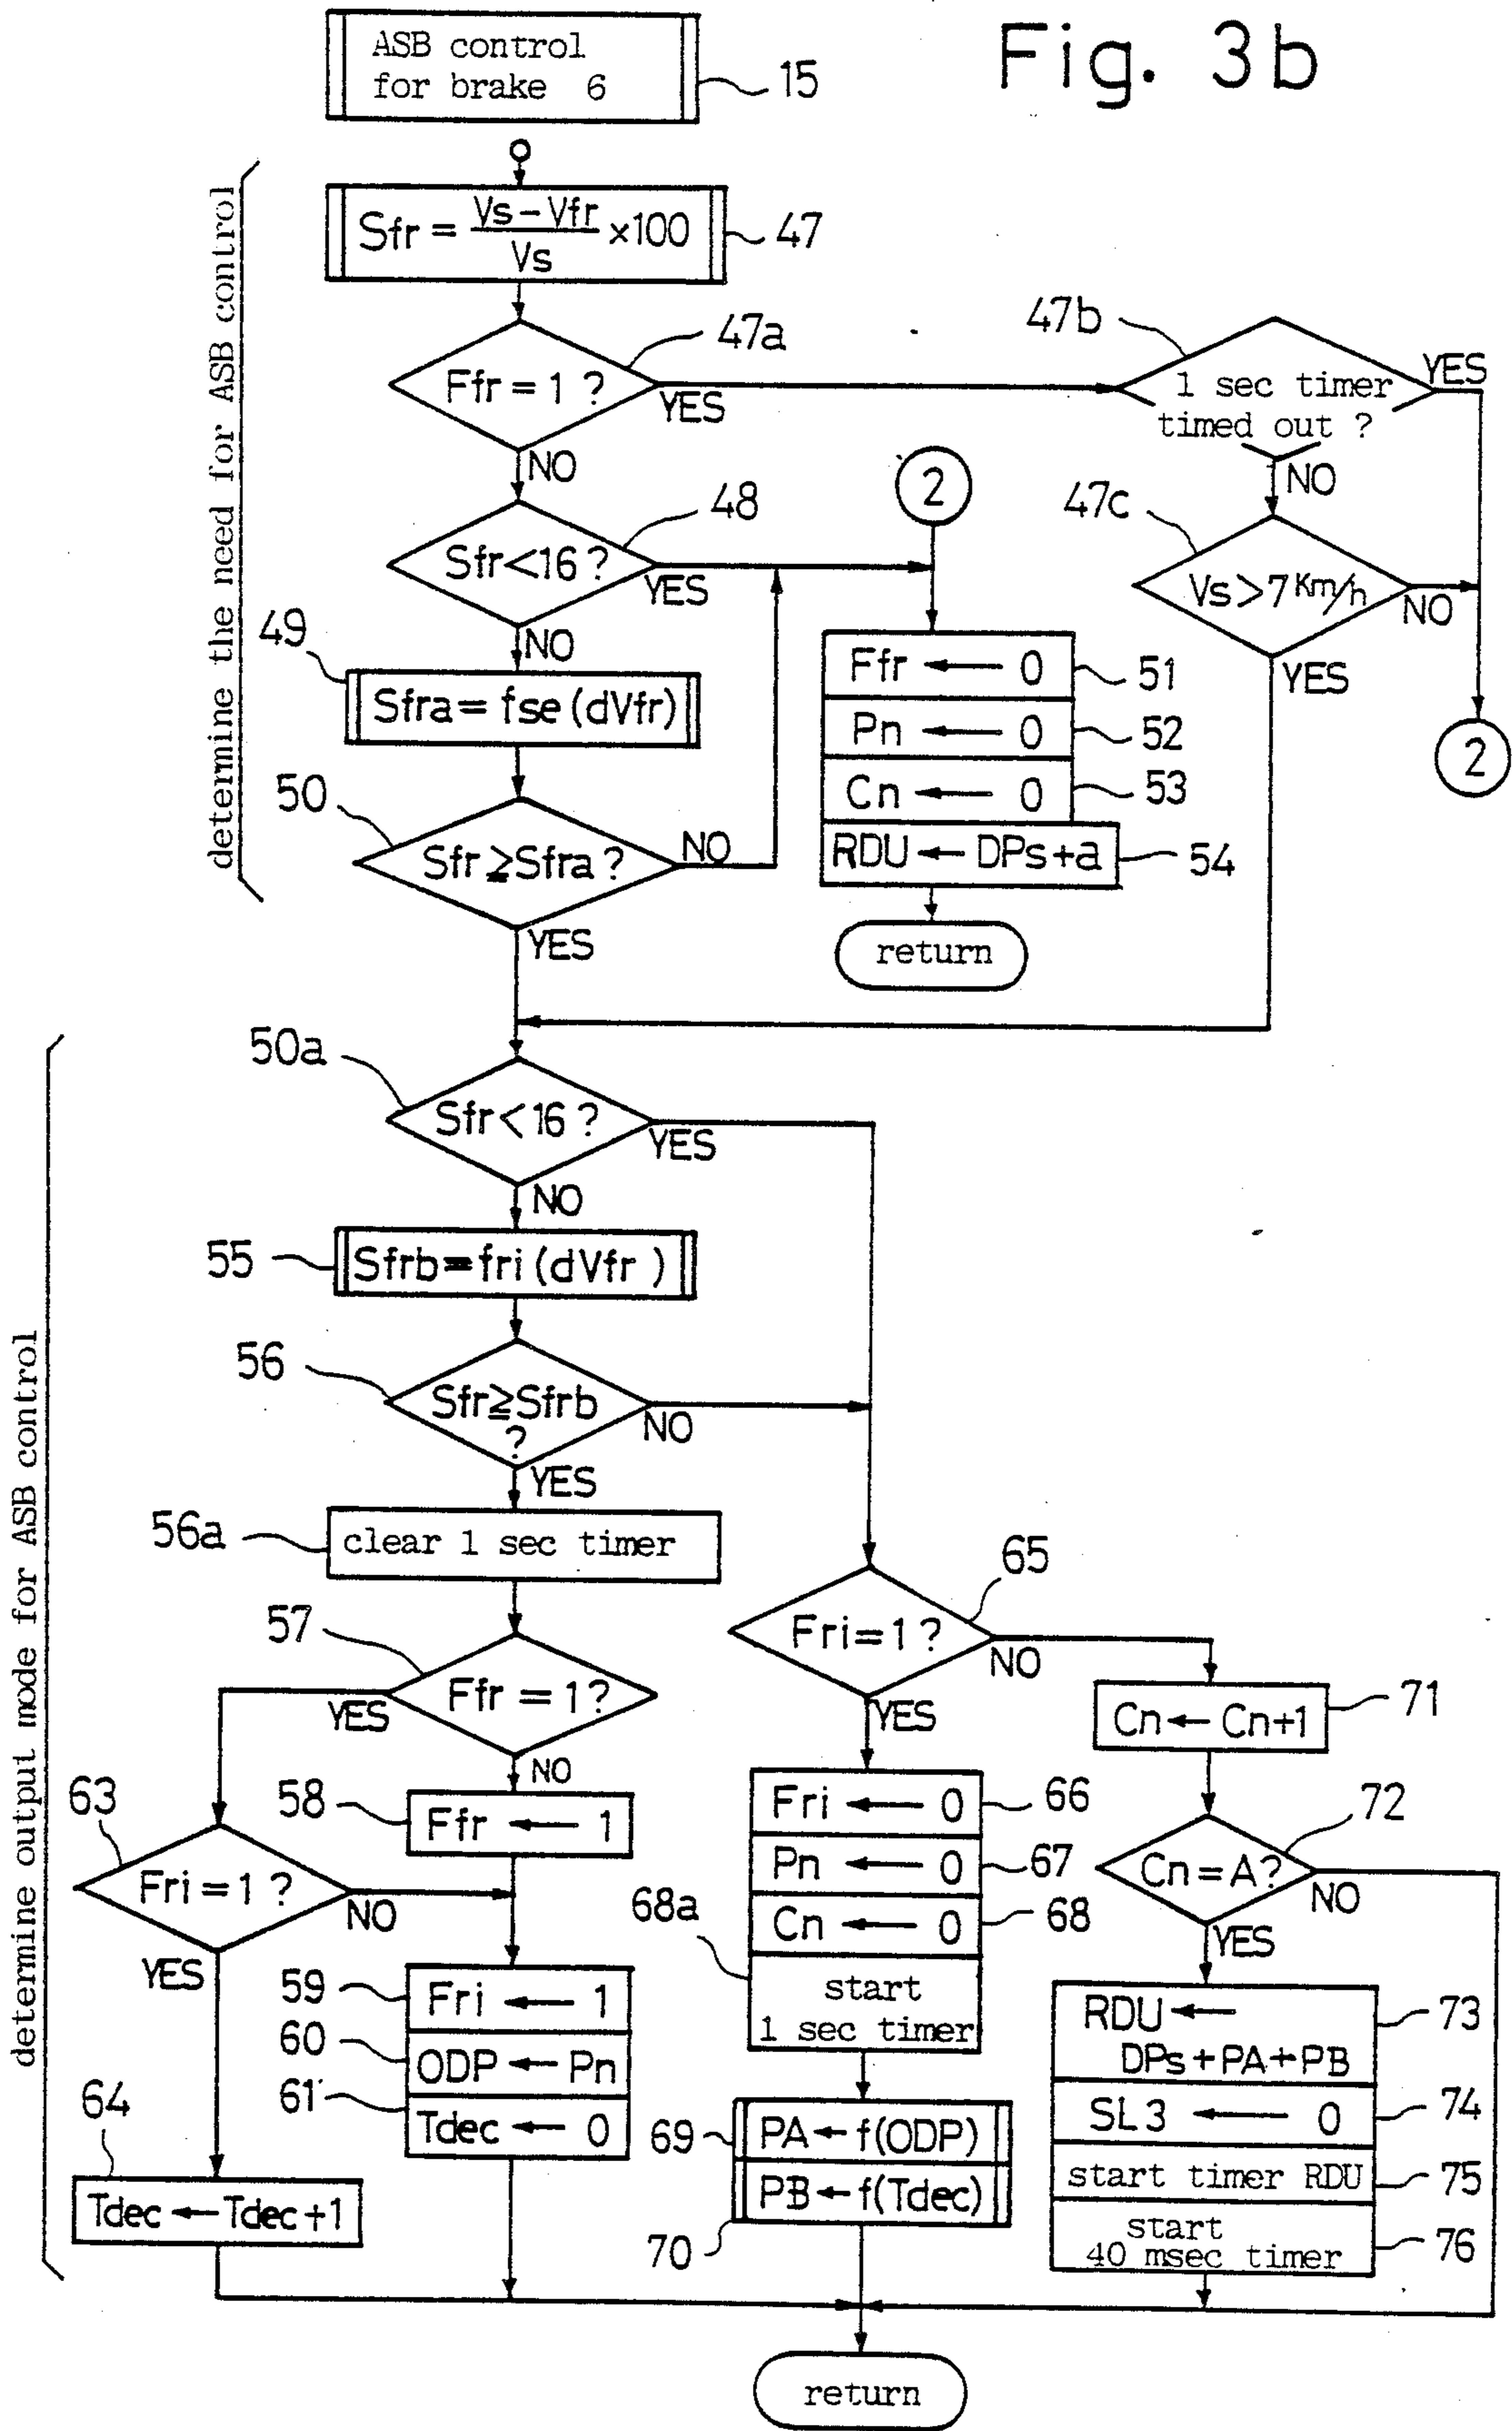 Fig. 3b
ASB control
for brake 6
15
determine the need for ASB control
Sfr = Vs-Vfr / Vs ×100
47
Ffr = 1 ?
47a
YES
NO
47b
1 sec timer
timed out ?
YES
NO
Sfr<16 ?
48
YES
NO
2
47c
Vs>7 Km/h
NO
YES
2
49
Sfra = fse (dVfr)
50
Sfr≧Sfra ?
NO
YES
Ffr ← 0
51
Pn ← 0
52
Cn ← 0
53
RDU ← DPs+a
54
return
determine output mode for ASB control
50a
Sfr<16 ?
YES
NO
55
Sfrb=fri (dVfr )
56
Sfr≧Sfrb
?
NO
YES
56a
clear 1 sec timer
57
Ffr = 1?
YES
NO
58
Ffr ← 1
63
Fri = 1 ?
NO
YES
59
Fri ← 1
60
ODP ← Pn
61
Tdec ← 0
64
Tdec ← Tdec+1
65
Fri=1 ?
NO
YES
Fri ← 0
66
Pn ← 0
67
68a
Cn ← 0
68
start
1 sec timer
69
PA ← f(ODP)
PB ← f(Tdec)
70
71
Cn ← Cn+1
72
Cn = A?
NO
YES
RDU ←
DPs+PA+PB
73
SL3 ← 0
74
start timer RDU
75
start
40 msec timer
76
return